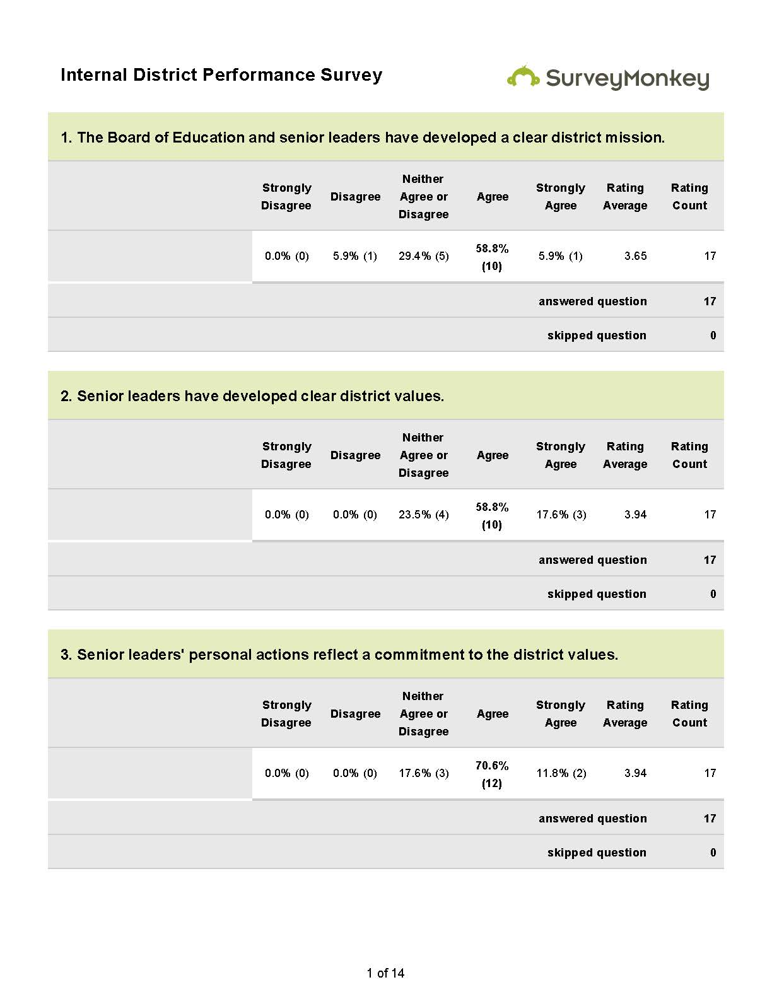 Internal District Performance Survey
SurveyMonkey
1. The Board of Education and senior leaders have developed a clear district mission.
Strongly Disagree Disagree Neither Agree or Disagree Agree Strongly Agree Rating Average Rating Count
0.0% (0) 5.9% (1) 29.4% (5) 58.8% (10) 5.9% (1) 3.65 17
answered question 17
skipped question 0
2. Senior leaders have developed clear district values.
Strongly Disagree Disagree Neither Agree or Disagree Agree Strongly Agree Rating Average Rating Count
0.0% (0) 0.0% (0) 23.5% (4) 58.8% (10) 17.6% (3) 3.94 17
answered question 17
skipped question 0
3. Senior leaders' personal actions reflect a commitment to the district values.
Strongly Disagree Disagree Neither Agree or Disagree Agree Strongly Agree Rating Average Rating Count
0.0% (0) 0.0% (0) 17.6% (3) 70.6% (12) 11.8% (2) 3.94 17
answered question 17
skipped question 0
1 of 14